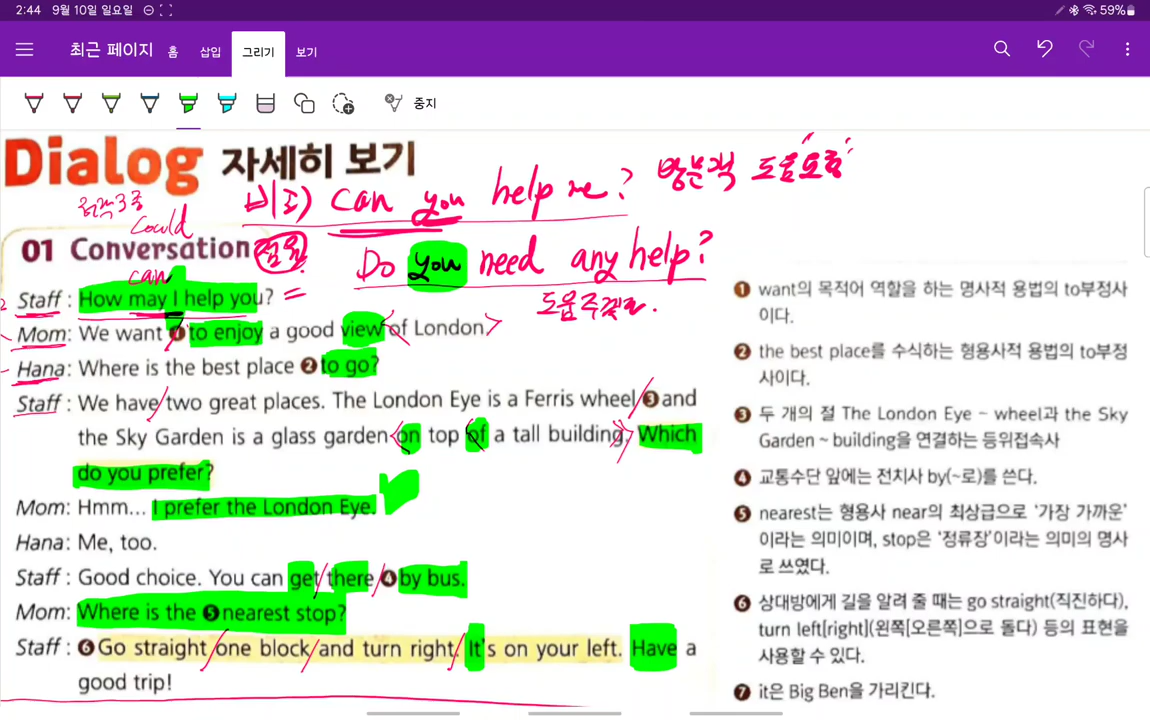 2:44 9월 10일 일요일 59%
최근 페이지 홈 삽입 그리기 보기
중지
Dialog 자세히 보기
비교) can you help me? 방문객 도움요청
could
01 Conversation 점원 Do you need any help?
can 도움주겠다.
Staff : How may I help you? =
Mom: We want ❶to enjoy a good view of London.
Hana: Where is the best place ❷to go?
Staff : We have two great places. The London Eye is a Ferris wheel ❸and
the Sky Garden is a glass garden on top of a tall building. Which
do you prefer?
Mom: Hmm... I prefer the London Eye.
Hana: Me, too.
Staff : Good choice. You can get there ❹by bus.
Mom: Where is the ❺nearest stop?
Staff : ❻Go straight one block and turn right. It's on your left. Have a
good trip!
❶ want의 목적어 역할을 하는 명사적 용법의 to부정사
이다.
❷ the best place를 수식하는 형용사적 용법의 to부정
사이다.
❸ 두 개의 절 The London Eye ~ wheel과 the Sky
Garden ~ building을 연결하는 등위접속사
❹ 교통수단 앞에는 전치사 by(~로)를 쓴다.
❺ nearest는 형용사 near의 최상급으로 ‘가장 가까운’
이라는 의미이며, stop은 ‘정류장’이라는 의미의 명사
로 쓰였다.
❻ 상대방에게 길을 알려 줄 때는 go straight(직진하다),
turn left[right](왼쪽[오른쪽]으로 돌다) 등의 표현을
사용할 수 있다.
❼ it은 Big Ben을 가리킨다.